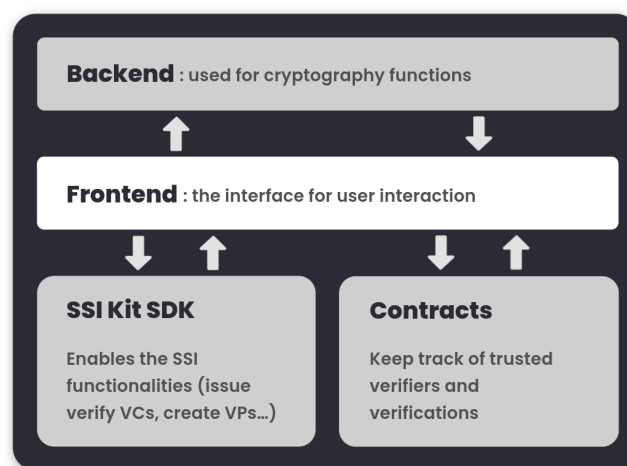 Backend : used for cryptography functions
Frontend : the interface for user interaction
SSI Kit SDK
Enables the SSI
functionalities (issue
verify VCs, create VPs...)
Contracts
Keep track of trusted
verifiers and
verifications